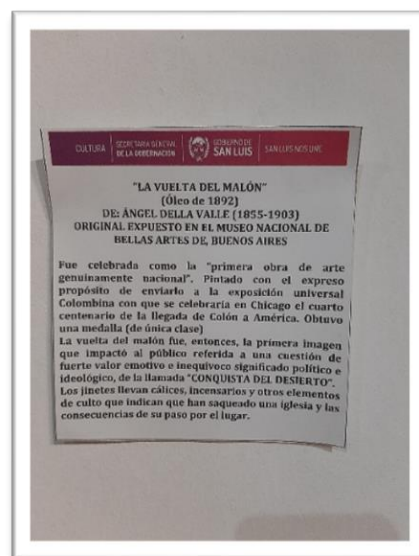 CULTURA SECRETARÍA GENERAL DE LA GOBERNACIÓN GOBIERNO DE SAN LUIS SAN LUIS NOS UNE
"LA VUELTA DEL MALÓN"
(Óleo de 1892)
DE: ÁNGEL DELLA VALLE (1855-1903)
ORIGINAL EXPUESTO EN EL MUSEO NACIONAL DE
BELLAS ARTES DE, BUENOS AIRES
Fue celebrada como la "primera obra de arte
genuinamente nacional". Pintado con el expreso
propósito de enviarlo a la exposición universal
Colombina con que se celebraría en Chicago el cuarto
centenario de la llegada de Colón a América. Obtuvo
una medalla (de única clase)
La vuelta del malón fue, entonces, la primera imagen
que impactó al público referida a una cuestión de
fuerte valor emotivo e inequívoco significado político e
ideológico, de la llamada "CONQUISTA DEL DESIERTO".
Los jinetes llevan cálices, incensarios y otros elementos
de culto que indican que han saqueado una iglesia y las
consecuencias de su paso por el lugar.